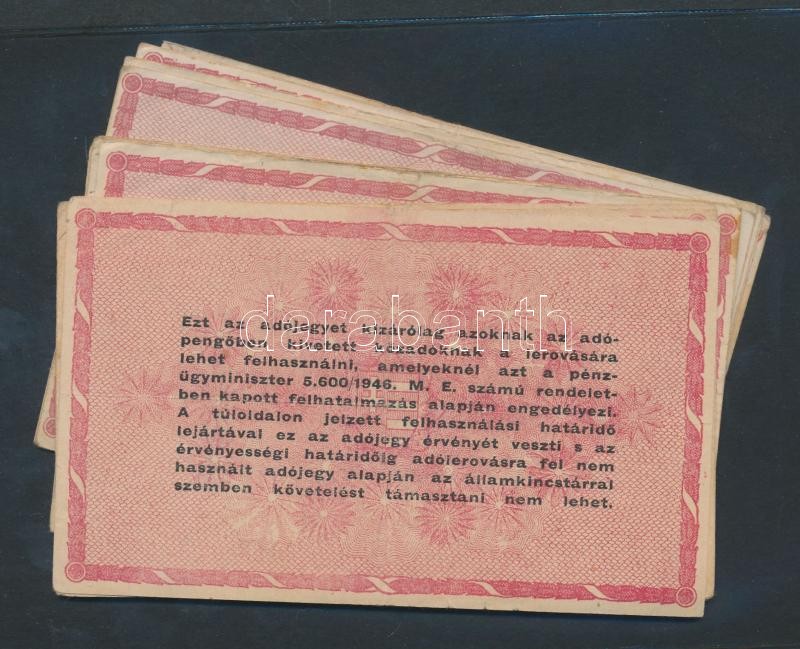 Ezt az adójegyet kizárólag azoknak az adó-
pengőben kivetett közadóknak a lerovására
lehet felhasználni, amelyeknél azt a pénz-
ügyminiszter 5.600/1946. M. E. számú rendelet-
ben kapott felhatalmazás alapján engedélyezi.
A túloldalon jelzett felhasználási határidő
lejártával ez az adójegy érvényét veszti s az
érvényességi határidőig adólerovásra fel nem
használt adójegy alapján az államkincstárral
szemben követelést támasztani nem lehet.
darabanth